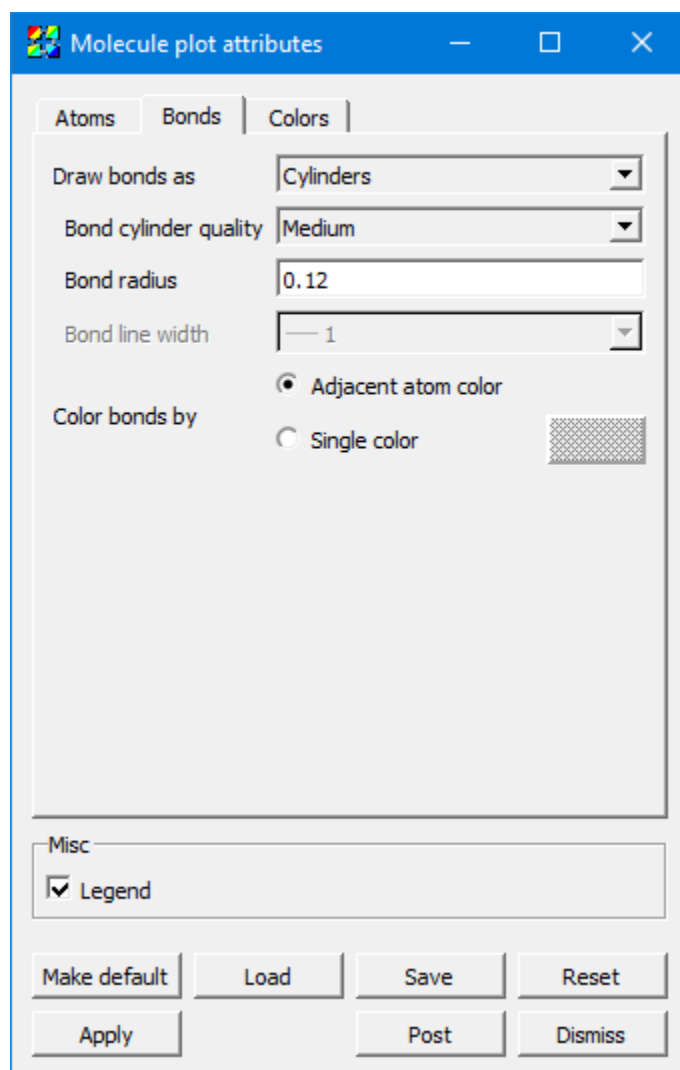 Molecule plot attributes
Atoms Bonds Colors
Draw bonds as Cylinders
Bond cylinder quality Medium
Bond radius 0.12
Bond line width 1
Color bonds by
Adjacent atom color
Single color
Misc
Legend
Make default Load Save Reset
Apply Post Dismiss